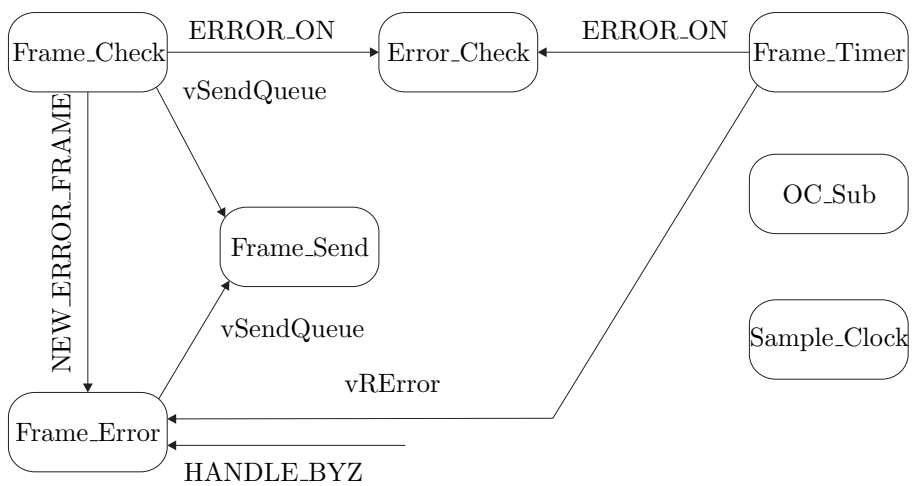 ERROR_ON
ERROR_ON
Frame_Check
Error_Check
Frame_Timer
vSendQueue
NEW_ERROR_FRAME
OC_Sub
Frame_Send
vSendQueue
Sample_Clock
vRError
Frame_Error
HANDLE_BYZ